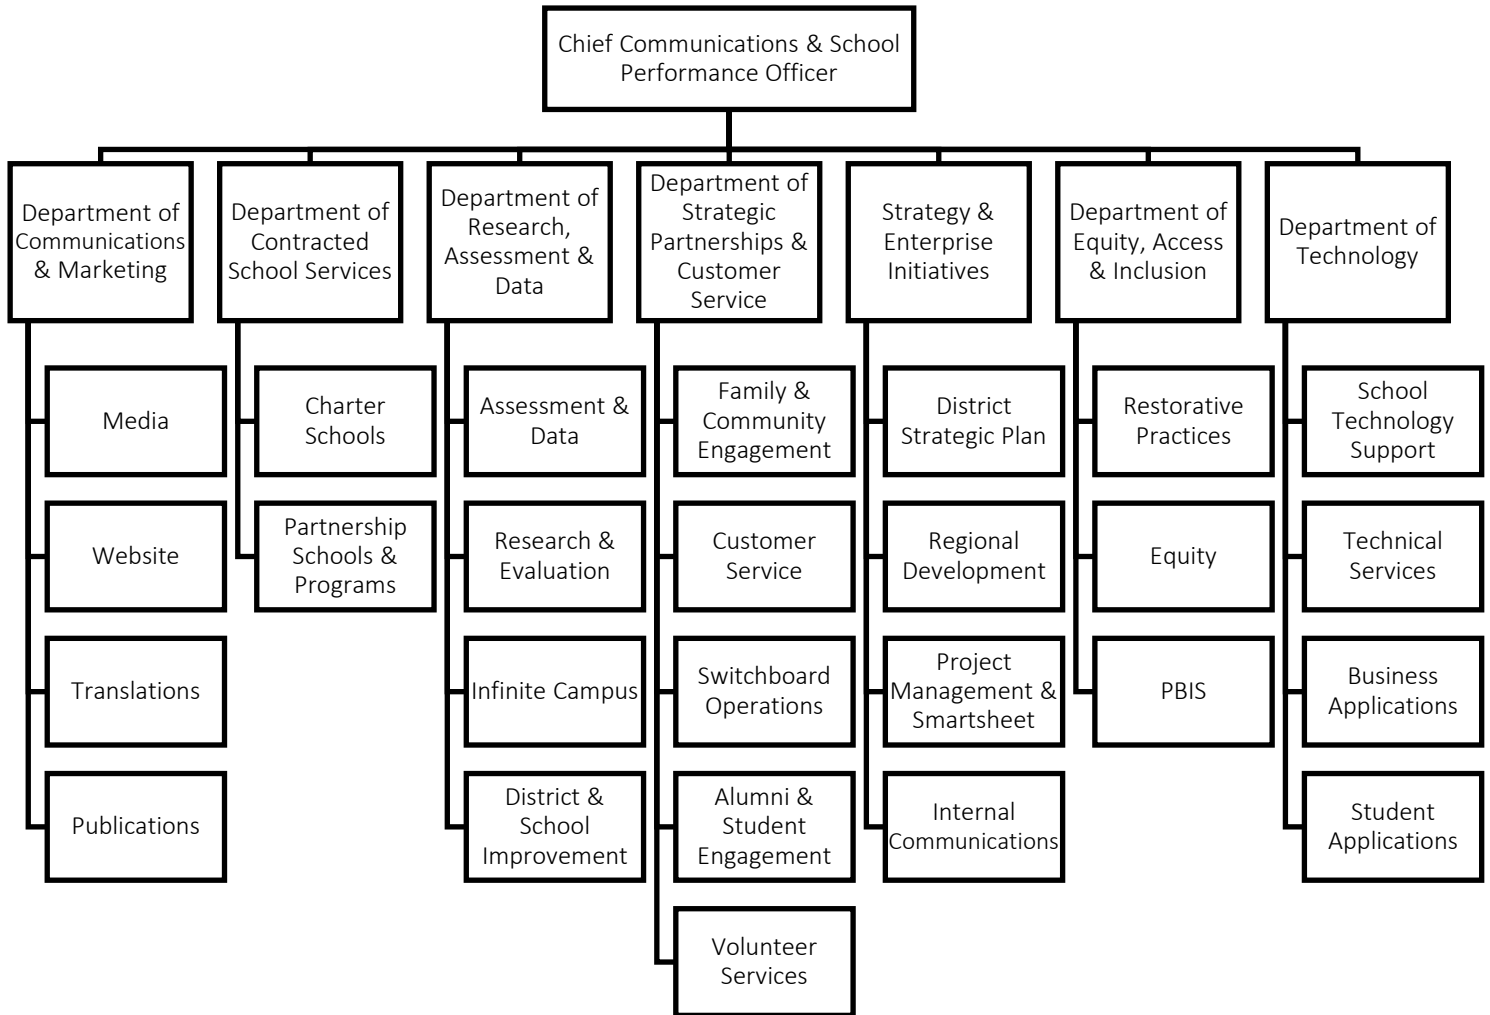 Chief Communications & School
Performance Officer
Department of
Communications
& Marketing
Department of
Contracted
School Services
Department of
Research,
Assessment &
Data
Department of
Strategic
Partnerships &
Customer
Service
Strategy &
Enterprise
Initiatives
Department of
Equity, Access
& Inclusion
Department of
Technology
Media
Website
Translations
Publications
Charter
Schools
Partnership
Schools &
Programs
Assessment &
Data
Research &
Evaluation
Infinite Campus
District &
School
Improvement
Family &
Community
Engagement
Customer
Service
Switchboard
Operations
Alumni &
Student
Engagement
Volunteer
Services
District
Strategic Plan
Regional
Development
Project
Management &
Smartsheet
Internal
Communications
Restorative
Practices
Equity
PBIS
School
Technology
Support
Technical
Services
Business
Applications
Student
Applications